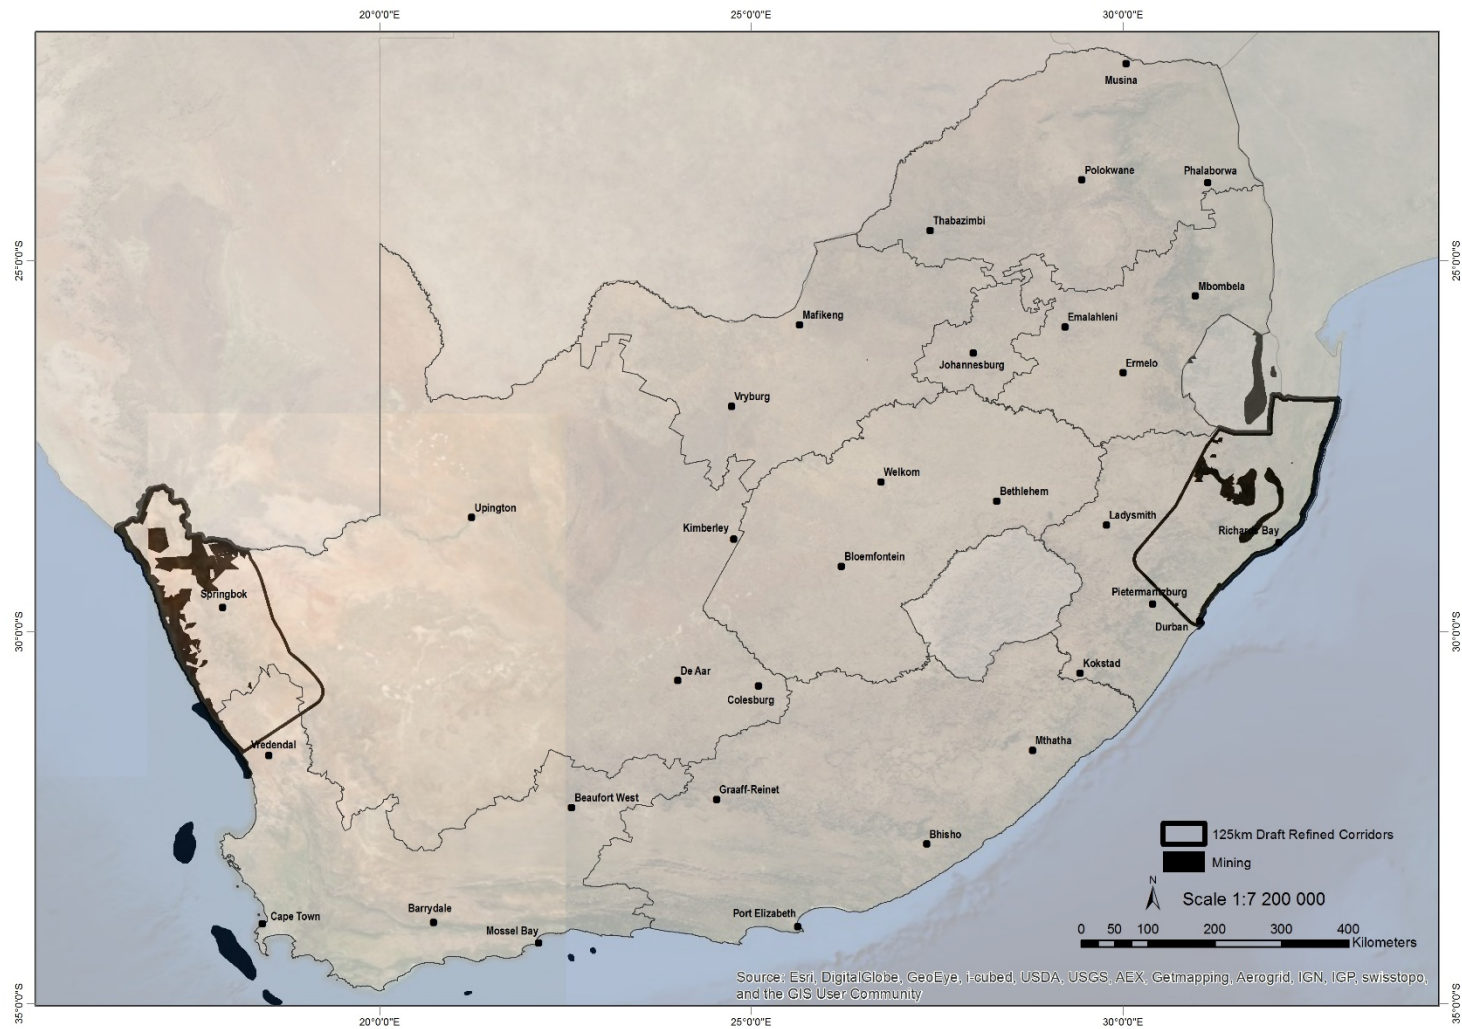 20°0'0"E
25°0'0"E
30°0'0"E
Musina
Polokwane
Phalaborwa
Thabazimbi
25°0'0"S
25°0'0"S
Mbombela
Mafikeng
Emalahleni
Johannesburg
Ermelo
Vryburg
Welkom
Bethlehem
Upington
Ladysmith
Kimberley
Richards Bay
Bloemfontein
Springbok
Pietermaritzburg
Durban
30°0'0"S
30°0'0"S
Kokstad
De Aar
Colesburg
Vredendal
Mthatha
Graaff-Reinet
Beaufort West
Bhisho
125km Draft Refined Corridors
Mining
N
Scale 1:7 200 000
Barrydale
Cape Town
Port Elizabeth
Mossel Bay
0 50 100 200 300 400
Kilometers
Source: Esri, DigitalGlobe, GeoEye, i-cubed, USDA, USGS, AEX, Getmapping, Aerogrid, IGN, IGP, swisstopo,
and the GIS User Community
35°0'0"S
35°0'0"S
20°0'0"E
25°0'0"E
30°0'0"E